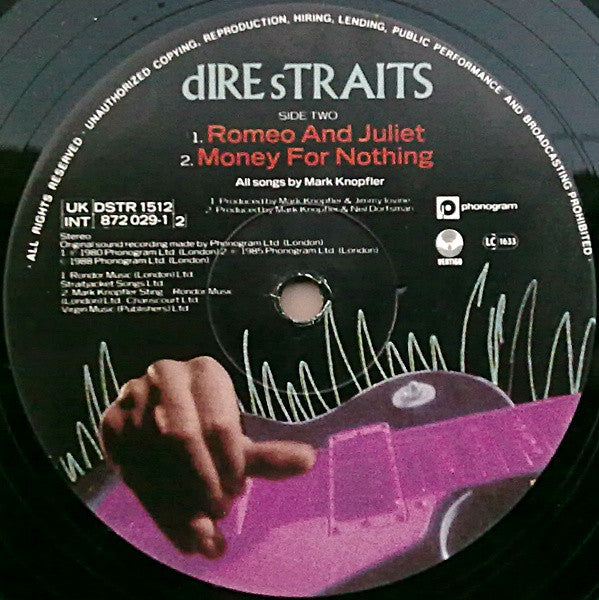 · ALL RIGHTS RESERVED · UNAUTHORIZED COPYING, REPRODUCTION, HIRING, LENDING, PUBLIC PERFORMANCE AND BROADCASTING PROHIBITED ·
dIRE sTRAITS
SIDE TWO
1. Romeo And Juliet
2. Money For Nothing
All songs by Mark Knopfler
UK DSTR 1512
INT 872 029-1 2
1. Produced by Mark Knopfler & Jimmy Iovine
2. Produced by Mark Knopfler & Neil Dorfsman
phonogram
VERTIGO
LC 1633
Stereo
Original sound recording made by Phonogram Ltd. (London)
1. ℗ 1980 Phonogram Ltd. (London) 2. ℗ 1985 Phonogram Ltd. (London)
© 1988 Phonogram Ltd. (London)
1. Rondor Music (London) Ltd.
Straitjacket Songs Ltd.
2. Mark Knopfler Sting Rondor Music
(London) Ltd. Chariscourt Ltd.
Virgin Music (Publishers) Ltd